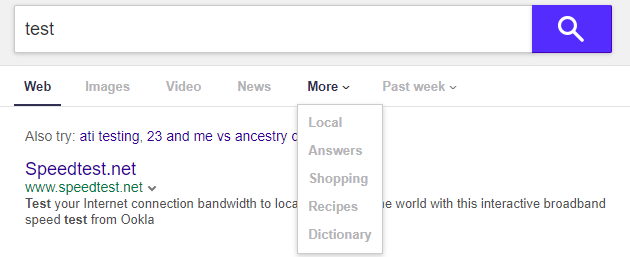 test
Web Images Video News More Past week
Local
Answers
Shopping
Recipes
Dictionary
Also try: ati testing, 23 and me vs ancestry
Speedtest.net
www.speedtest.net
Test your Internet connection bandwidth to the world with this interactive broadband
speed test from Ookla